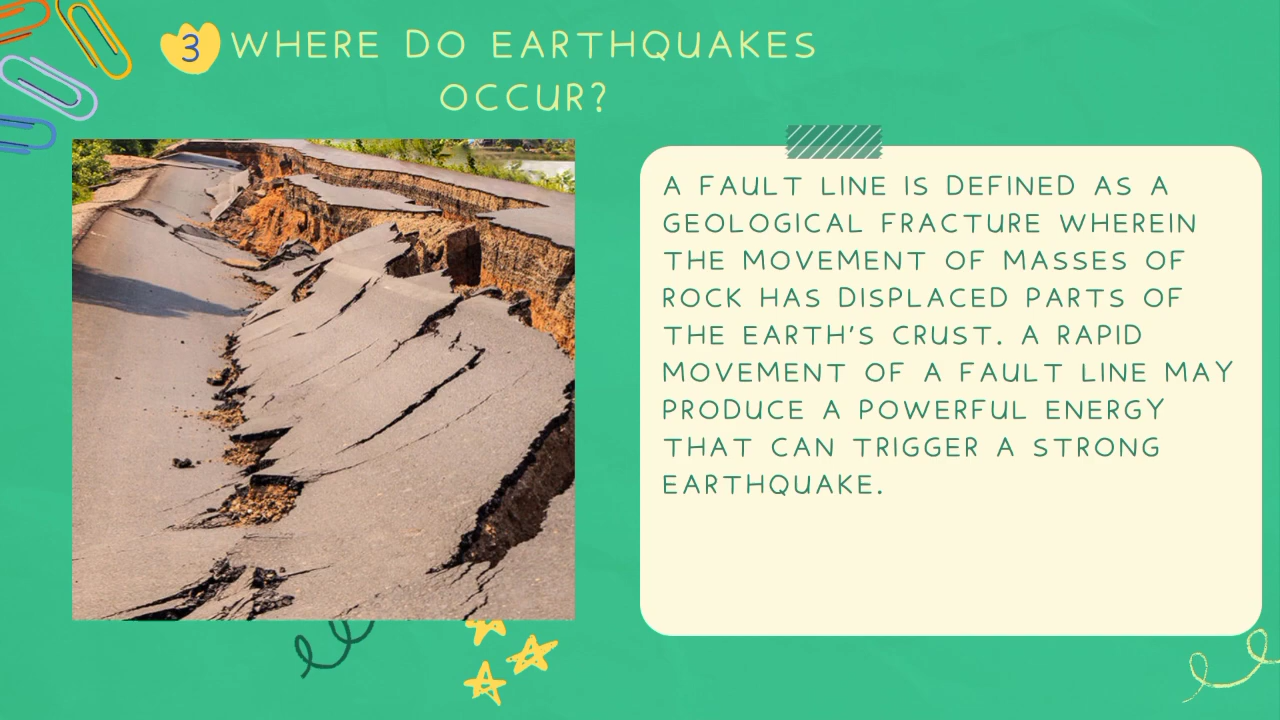 3 WHERE DO EARTHQUAKES
OCCUR?
A FAULT LINE IS DEFINED AS A
GEOLOGICAL FRACTURE WHEREIN
THE MOVEMENT OF MASSES OF
ROCK HAS DISPLACED PARTS OF
THE EARTH'S CRUST. A RAPID
MOVEMENT OF A FAULT LINE MAY
PRODUCE A POWERFUL ENERGY
THAT CAN TRIGGER A STRONG
EARTHQUAKE.